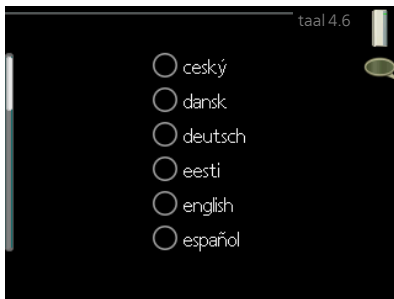 taal 4.6
ceský
dansk
deutsch
eesti
english
español